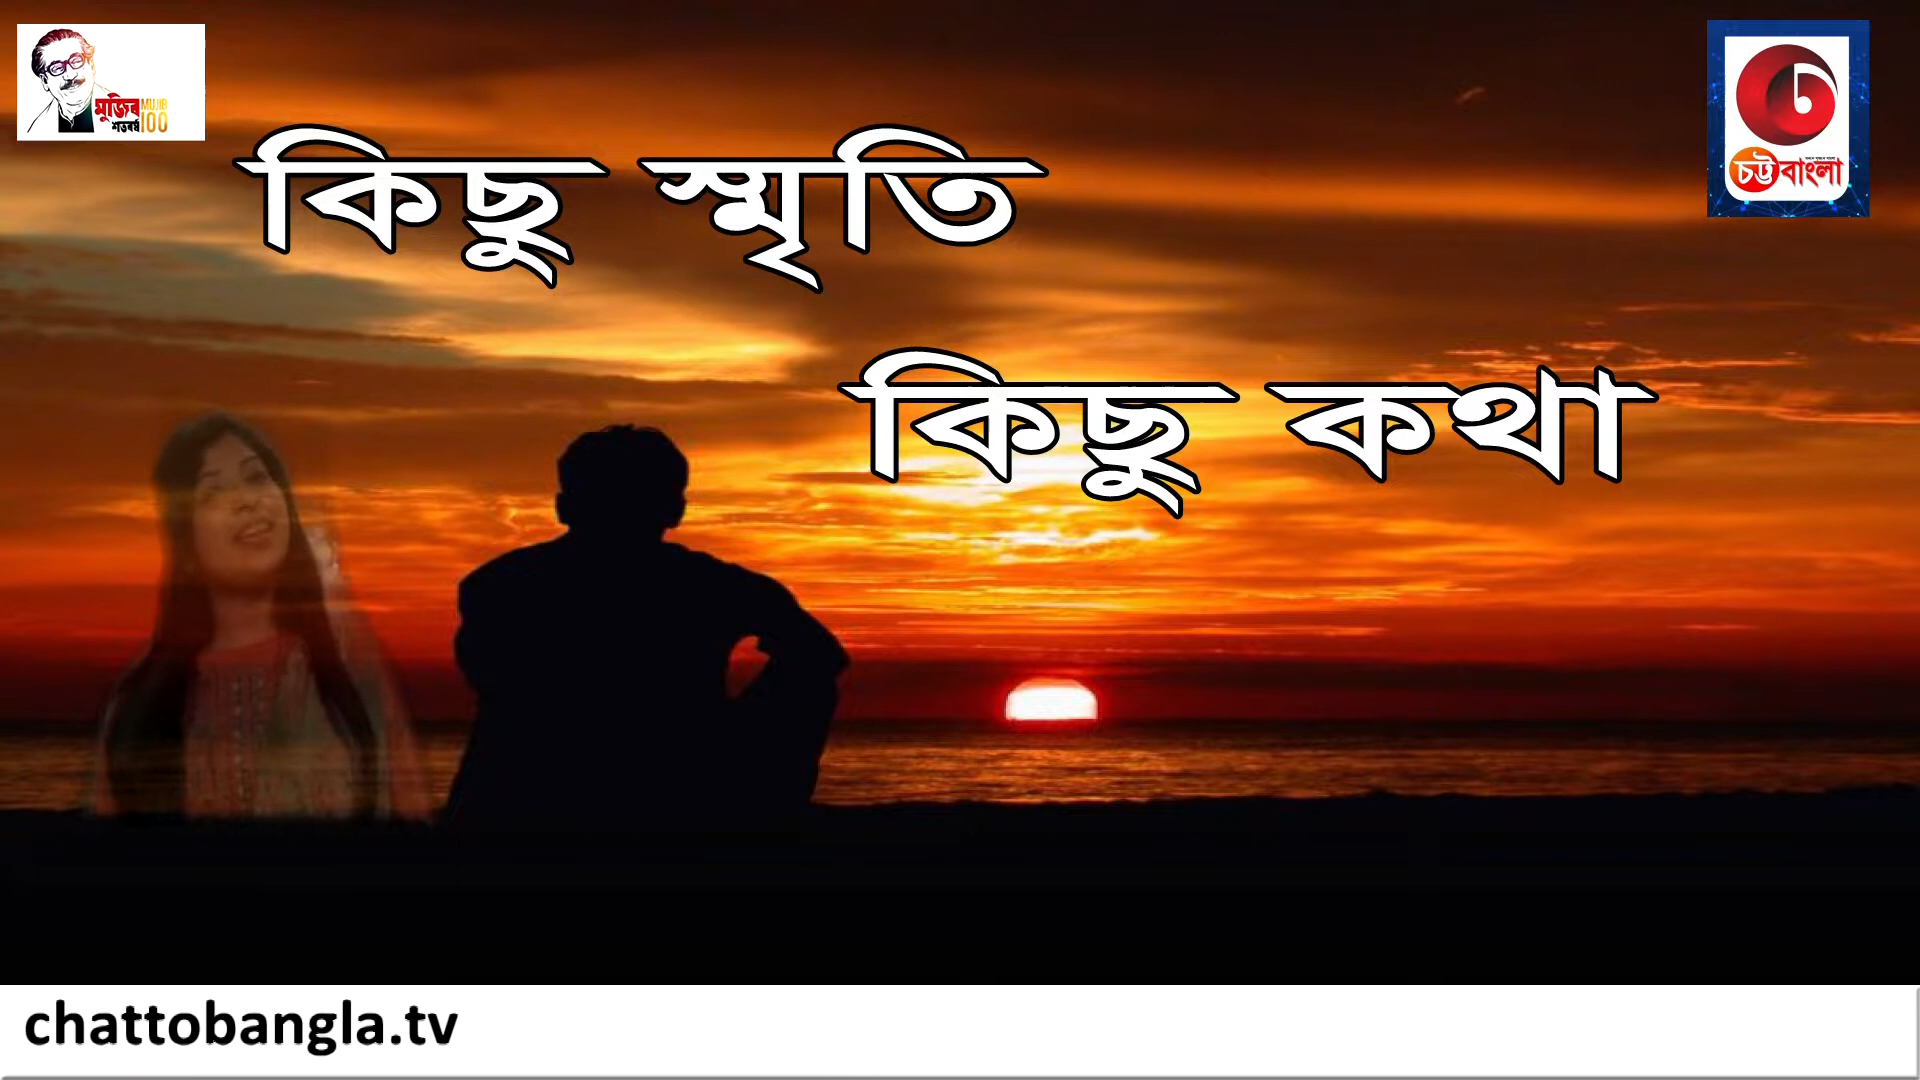 মুজিব
শতবর্ষ
MUJIB
100
চট্টবাংলা
কিছু স্মৃতি
কিছু কথা
chattobangla.tv